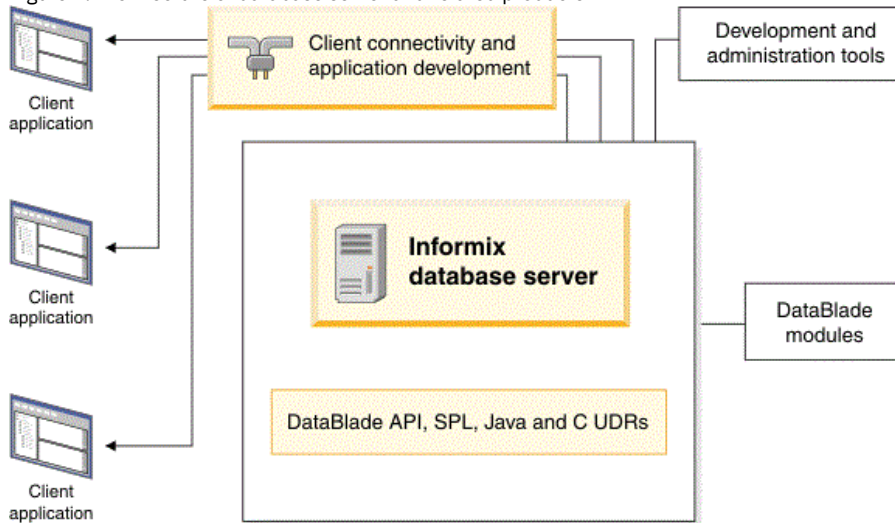 Client connectivity and
application development
Development and
administration tools
Client
application
Informix
database server
Client
application
DataBlade
modules
DataBlade API, SPL, Java and C UDRs
Client
application